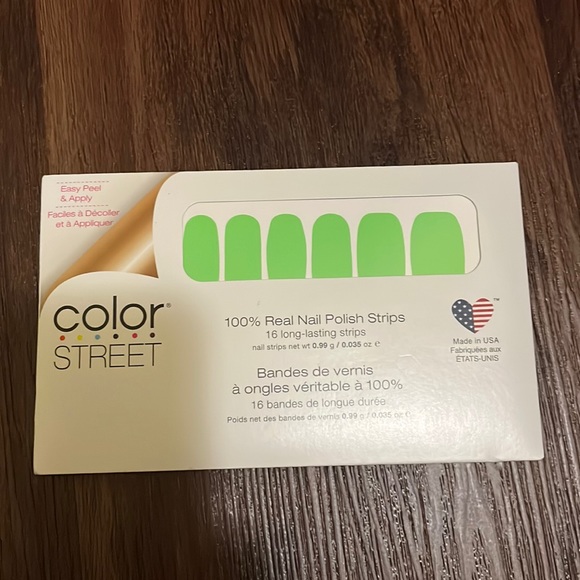 Easy Peel
& Apply
Faciles à Décoller
et à Appliquer
color®
STREET
100% Real Nail Polish Strips
16 long-lasting strips
nail strips net wt 0.99 g / 0.035 oz ℮
Bandes de vernis
à ongles véritable à 100%
16 bandes de longue durée
Poids net des bandes de vernis 0.99 g / 0.035 oz ℮
™
Made in USA
Fabriquées aux
ÉTATS-UNIS